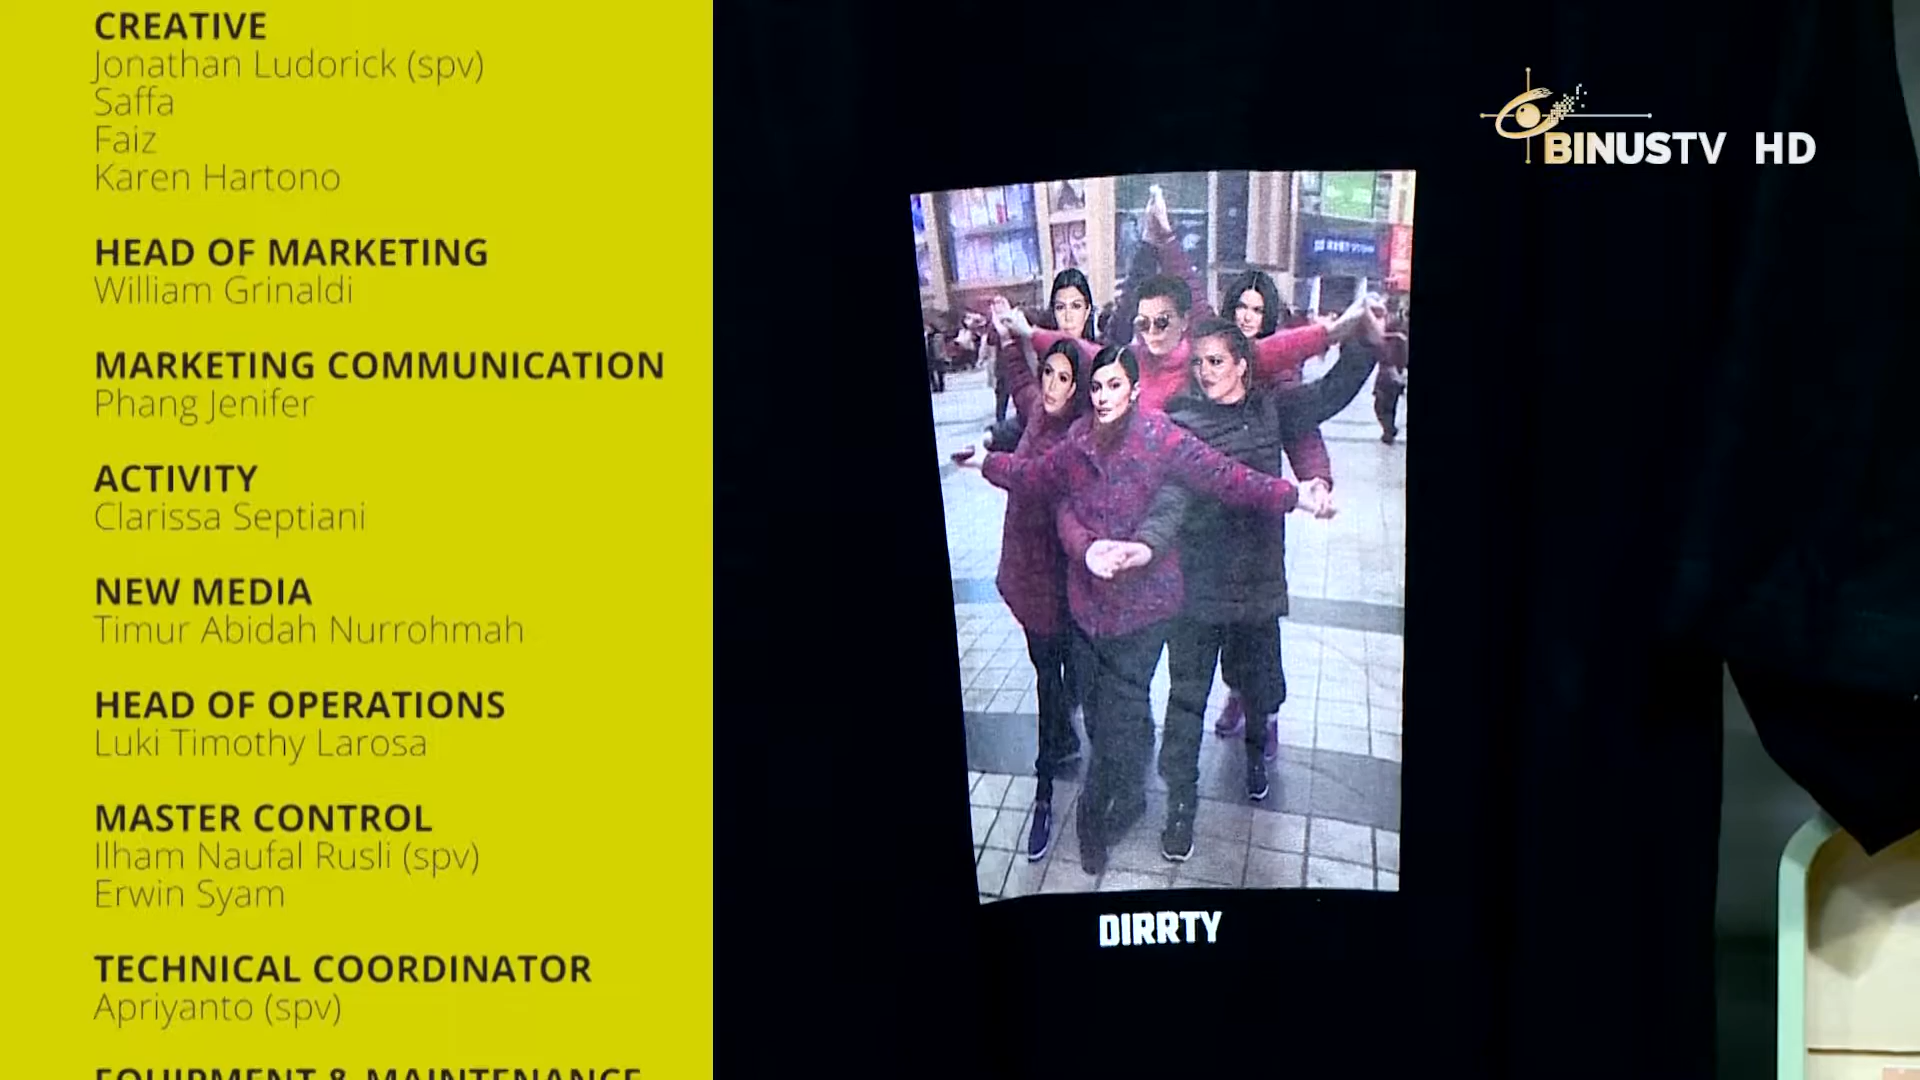 CREATIVE
Jonathan Ludorick (spv)
Saffa
Faiz
Karen Hartono
HEAD OF MARKETING
William Grinaldi
MARKETING COMMUNICATION
Phang Jenifer
ACTIVITY
Clarissa Septiani
NEW MEDIA
Timur Abidah Nurrohmah
HEAD OF OPERATIONS
Luki Timothy Larosa
MASTER CONTROL
Ilham Naufal Rusli (spv)
Erwin Syam
TECHNICAL COORDINATOR
Apriyanto (spv)
EQUIPMENT & MAINTENANCE
BINUSTV HD
DIRRTY